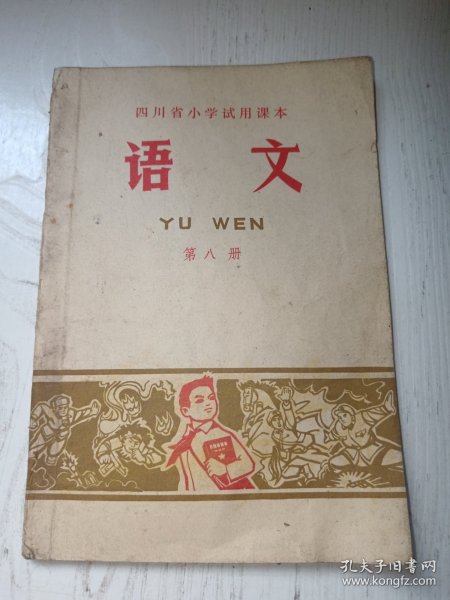 四川省小学试用课本
语文
YU WEN
第八册
孔夫子旧书网
www.kongfz.com